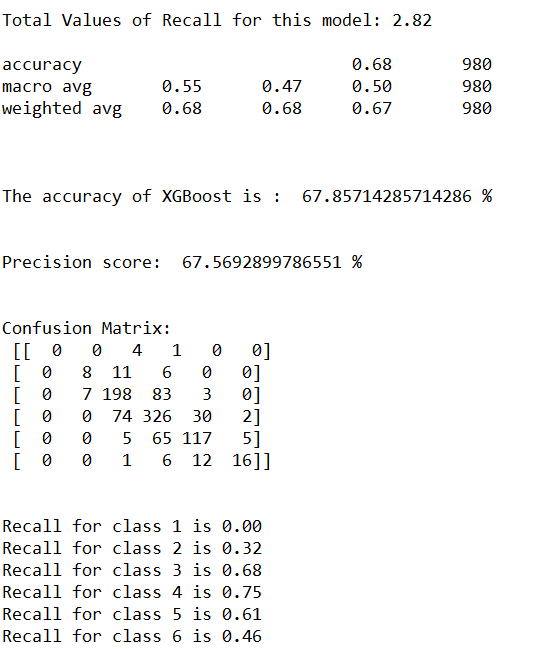 Total Values of Recall for this model: 2.82
accuracy 0.68 980
macro avg 0.55 0.47 0.50 980
weighted avg 0.68 0.68 0.67 980
The accuracy of XGBoost is :  67.85714285714286 %
Precision score:  67.5692899786551 %
Confusion Matrix:
[[  0   0   4   1   0   0]
[  0   8  11   6   0   0]
[  0   7 198  83   3   0]
[  0   0  74 326  30   2]
[  0   0   5  65 117   5]
[  0   0   1   6  12  16]]
Recall for class 1 is 0.00
Recall for class 2 is 0.32
Recall for class 3 is 0.68
Recall for class 4 is 0.75
Recall for class 5 is 0.61
Recall for class 6 is 0.46